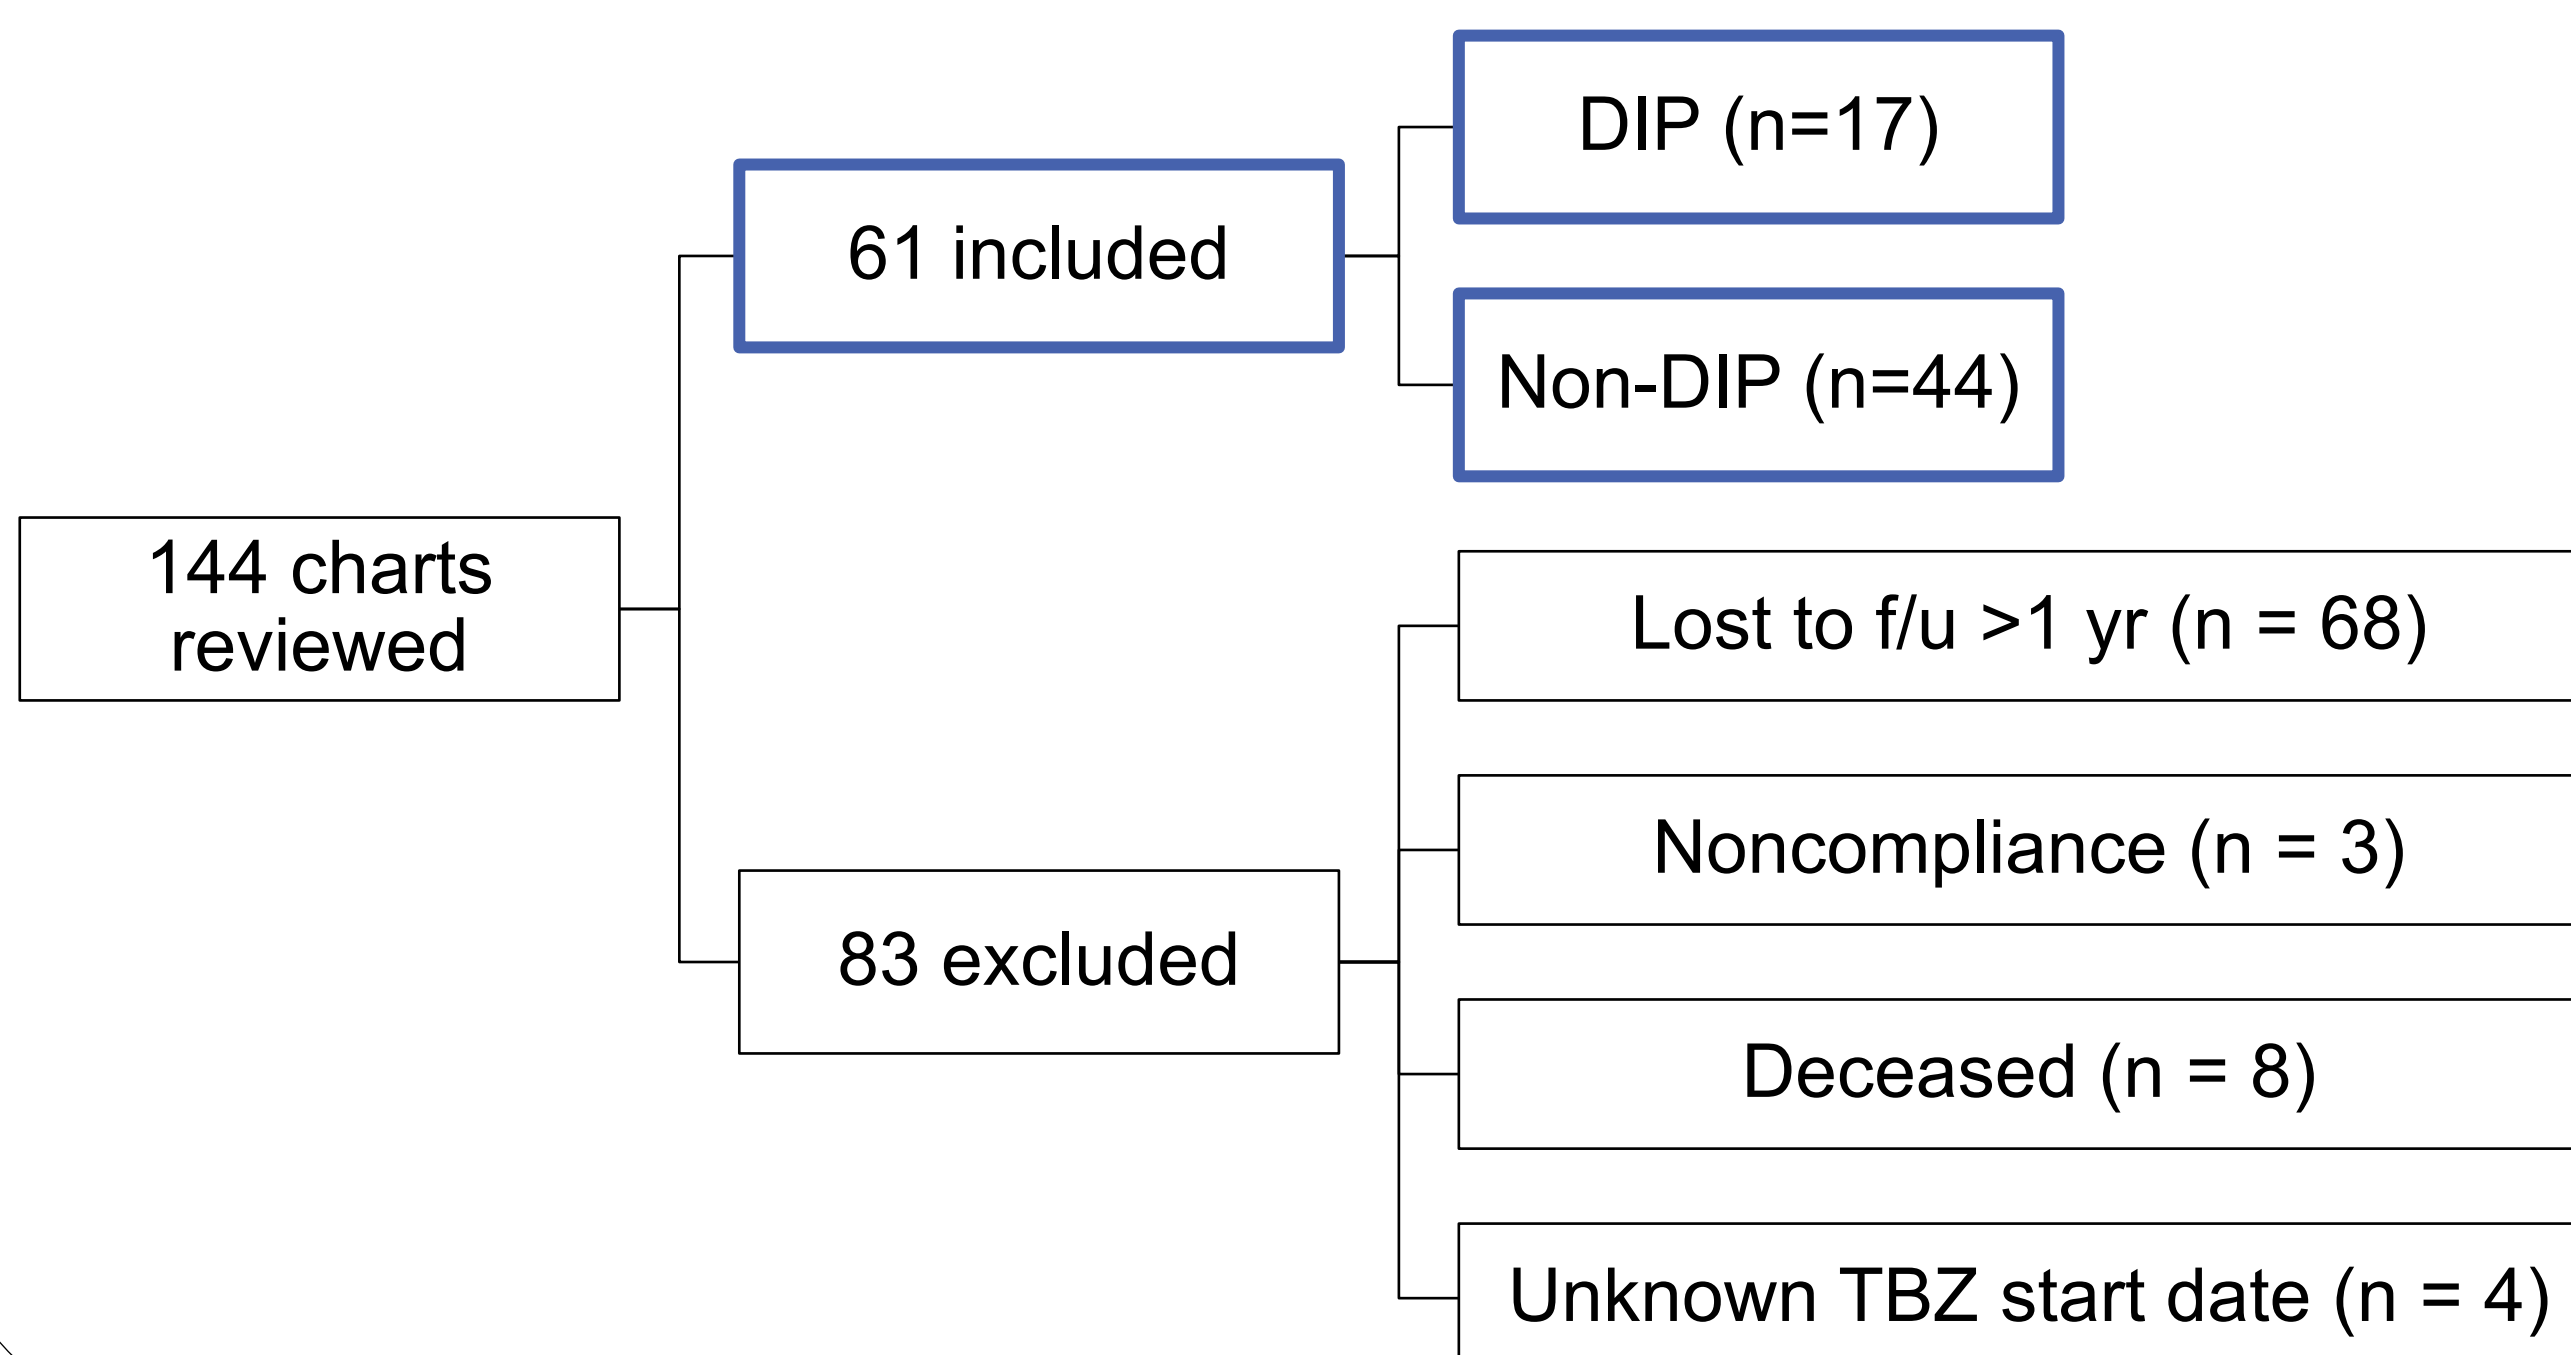 DIP (n=17)
61 included
Non-DIP (n=44)
144 charts
reviewed
Lost to f/u >1 yr (n = 68)
Noncompliance (n = 3)
83 excluded
Deceased (n = 8)
Unknown TBZ start date (n = 4)